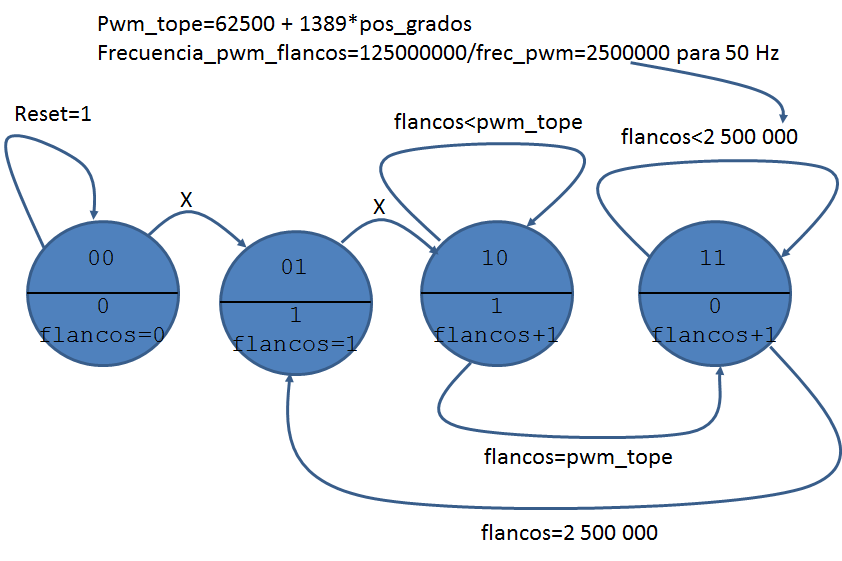 Pwm_tope=62500 + 1389*pos_grados
Frecuencia_pwm_flancos=125000000/frec_pwm=2500000 para 50 Hz
Reset=1
flancos<pwm_tope
flancos<2 500 000
X
X
00
0
flancos=0
01
1
flancos=1
10
1
flancos+1
11
0
flancos+1
flancos=pwm_tope
flancos=2 500 000